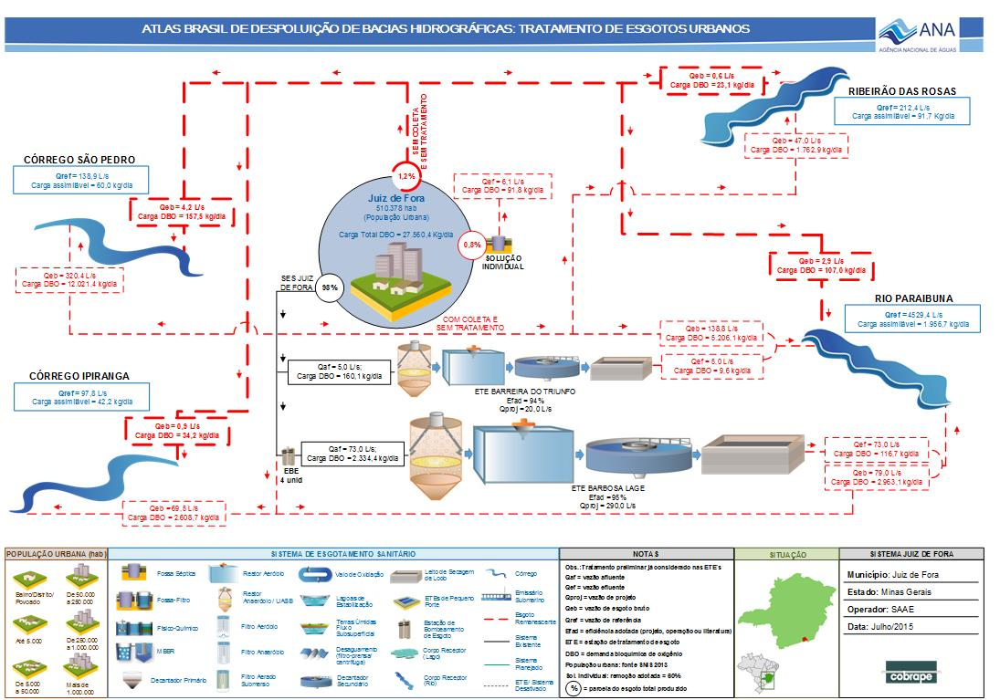 ATLAS BRASIL DE DESPOLUIÇÃO DE BACIAS HIDROGRÁFICAS: TRATAMENTO DE ESGOTOS URBANOS
ANA
AGÊNCIA NACIONAL DE ÁGUAS
Qeb = 0,6 L/s
Carga DBO = 23,1 kg/dia
RIBEIRÃO DAS ROSAS
Qref = 212,4 L/s
Carga assimilável = 91,7 Kg/dia
Qeb = 47,0 L/s
Carga DBO = 1.762,9 kg/dia
SEM COLETA
E SEM TRATAMENTO
CÓRREGO SÃO PEDRO
Qref = 138,9 L/s
Carga assimilável = 60,0 kg/dia
Qeb = 4,2 L/s
Carga DBO = 157,5 kg/dia
1,2%
Juiz de Fora
510.378 hab
(População Urbana)
Carga Total DBO = 27.560,4 Kg/dia
Qef = 6,1 L/s
Carga DBO = 91,8 kg/dia
0,8%
SOLUÇÃO
INDIVIDUAL
Qeb = 2,9 L/s
Carga DBO = 107,0 kg/dia
Qeb = 320,4 L/s
Carga DBO = 12.021,4 kg/dia
SES JUIZ
DE FORA
98%
RIO PARAIBUNA
Qref = 4529,4 L/s
Carga assimilável = 1.956,7 kg/dia
COM COLETA E
SEM TRATAMENTO
Qeb = 138,8 L/s
Carga DBO = 5.206,1 kg/dia
Qaf = 5,0 L/s;
Carga DBO = 160,1 kg/dia
Qef = 5,0 L/s
Carga DBO = 9,6 kg/dia
ETE BARREIRA DO TRIUNFO
Efad = 94%
Qproj = 20,0 L/s
CÓRREGO IPIRANGA
Qref = 97,8 L/s
Carga assimilável = 42,2 kg/dia
Qeb = 0,9 L/s
Carga DBO = 34,2 kg/dia
EBE
4 unid
Qaf = 73,0 L/s;
Carga DBO = 2.334,4 kg/dia
ETE BARBOSA LAGE
Efad = 95%
Qproj = 290,0 L/s
Qef = 73,0 L/s
Carga DBO = 116,7 kg/dia
Qeb = 79,0 L/s
Carga DBO = 2.963,1 kg/dia
Qeb = 69,5 L/s
Carga DBO = 2.608,7 kg/dia
POPULAÇÃO URBANA (hab)
Bairro/Distrito/
Povoado
De 50.000
a 250.000
Até 5.000
De 250.000
a 1.000.000
De 5.000
a 50.000
Mais de
1.000.000
SISTEMA DE ESGOTAMENTO SANITÁRIO
Fossa Séptica
Fossa-Filtro
Físico-Químico
MBBR
Decantador Primário
Reator Aeróbio
Reator
Anaeróbio / UASB
Filtro Aeróbio
Filtro Anaeróbio
Filtro Aerado
Submerso
Valo de Oxidação
Lagoas de
Estabilização
Terras Úmidas
Fluxo
Subsuperficial
Desaguamento
(filtro-prensa/
centrífuga)
Decantador
Secundário
Leito de Secagem
de Lodo
ETEs de Pequeno
Porte
Estação de
Bombeamento
de Esgoto
Corpo Receptor
(Lago)
Corpo Receptor
(Rio)
Córrego
Emissário
Submarino
Esgoto
Remanescente
Sistema
Existente
Sistema
Planejado
ETE/ Sistema
Desativado
NOTAS
Obs.: Tratamento preliminar já considerado nas ETE's
Qaf = vazão afluente
Qef = vazão efluente
Qproj = vazão de projeto
Qeb = vazão de esgoto bruto
Qref = vazão de referência
Efad = eficiência adotada (projeto, operação ou literatura)
ETE = estação de tratamento de esgoto
DBO = demanda bioquímica de oxigênio
População urbana: fonte SNIS 2013
Sol. Individual: remoção adotada = 60%
% = parcela do esgoto total produzido
SITUAÇÃO
SISTEMA JUIZ DE FORA
Município: Juiz de Fora
Estado: Minas Gerais
Operador: SAAE
Data: Julho/2015
cobrape